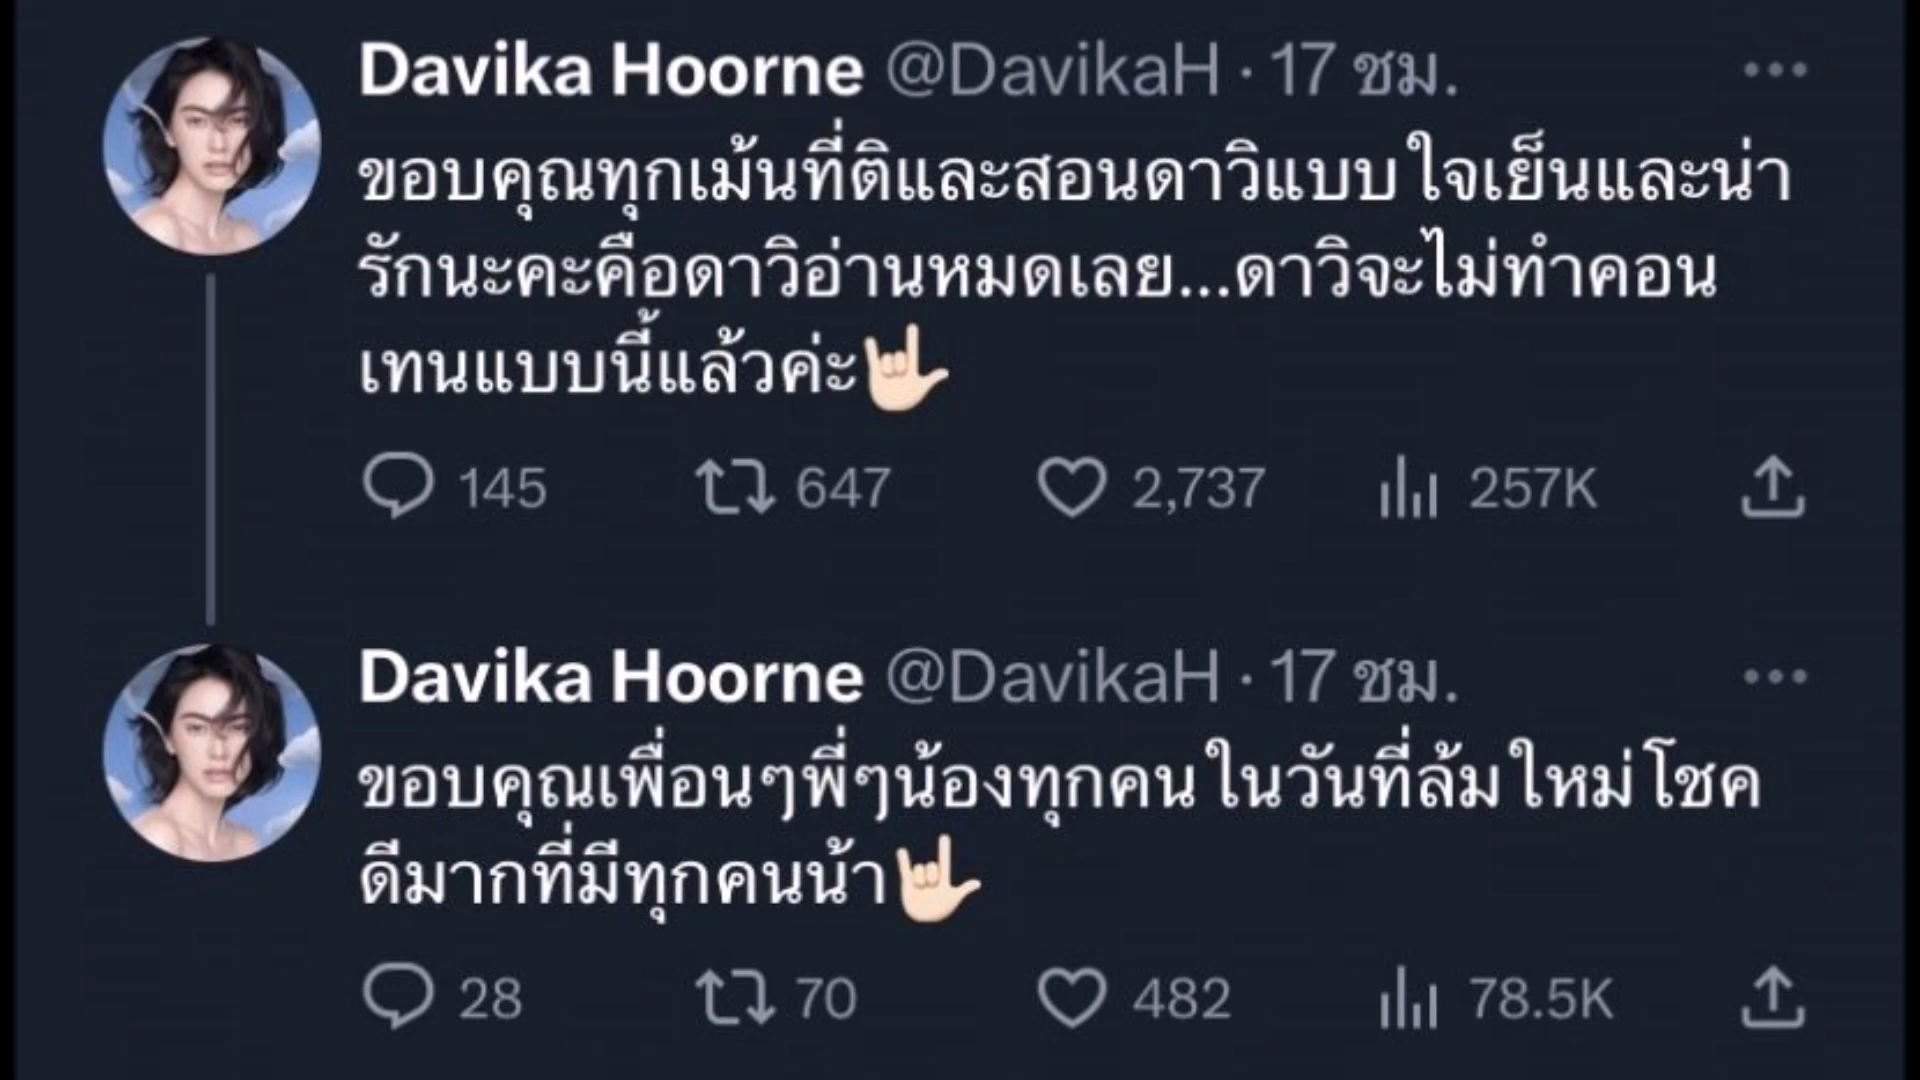 Davika Hoorne @DavikaH · 17 ชม.
ขอบคุณทุกเม้นที่ติและสอนดาวิแบบใจเย็นและน่า
รักนะคะคือดาวิอ่านหมดเลย...ดาวิจะไม่ทำคอน
เทนแบบนี้แล้วค่ะ🤟🏻
145 647 2,737 257K
Davika Hoorne @DavikaH · 17 ชม.
ขอบคุณเพื่อนๆพี่ๆน้องทุกคนในวันที่ล้มใหม่โชค
ดีมากที่มีทุกคนน้า🤟🏻
28 70 482 78.5K